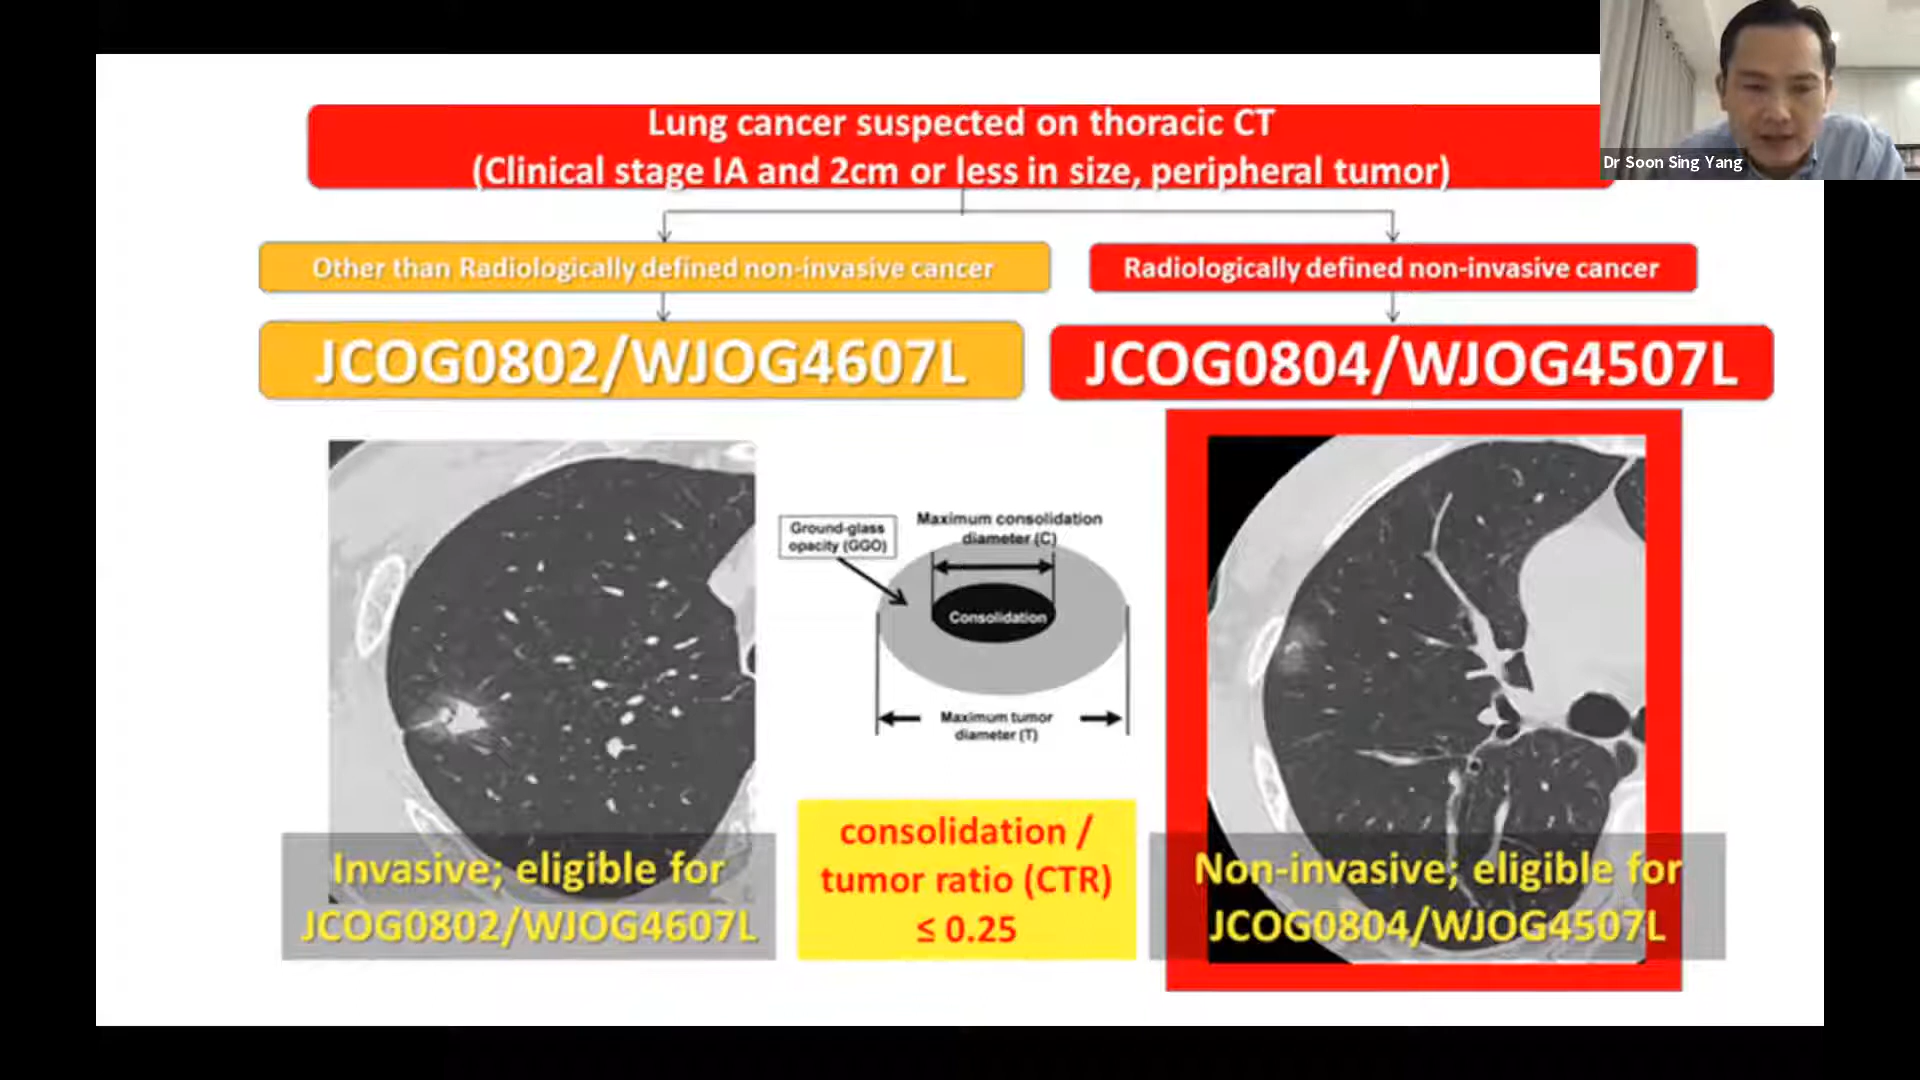 Lung cancer suspected on thoracic CT
(Clinical stage IA and 2cm or less in size, peripheral tumor)
Dr Soon Sing Yang
Other than Radiologically defined non-invasive cancer
Radiologically defined non-invasive cancer
JCOG0802/WJOG4607L
JCOG0804/WJOG4507L
Ground-glass
opacity (GGO)
Maximum consolidation
diameter (C)
Consolidation
Maximum tumor
diameter (T)
Invasive; eligible for
JCOG0802/WJOG4607L
consolidation /
tumor ratio (CTR)
≤ 0.25
Non-invasive; eligible for
JCOG0804/WJOG4507L